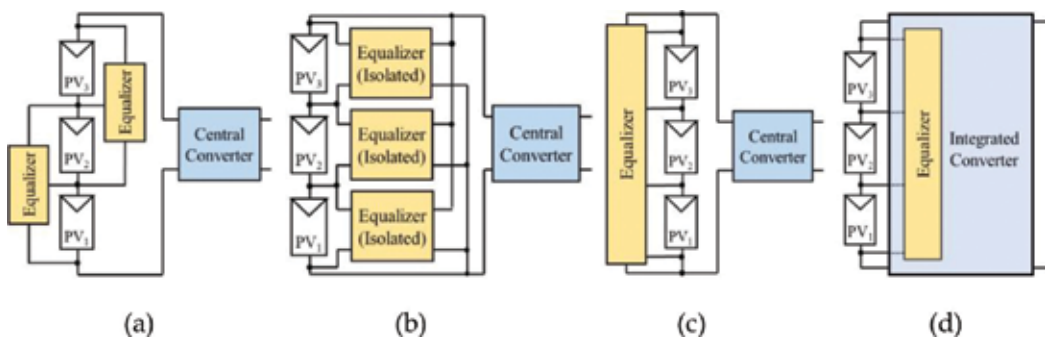 PV3
Equalizer
PV2
Equalizer
PV1
Central
Converter
(a)
PV3
Equalizer
(Isolated)
PV2
Equalizer
(Isolated)
PV1
Equalizer
(Isolated)
Central
Converter
(b)
Equalizer
PV3
PV2
PV1
Central
Converter
(c)
PV3
PV2
PV1
Equalizer
Integrated
Converter
(d)